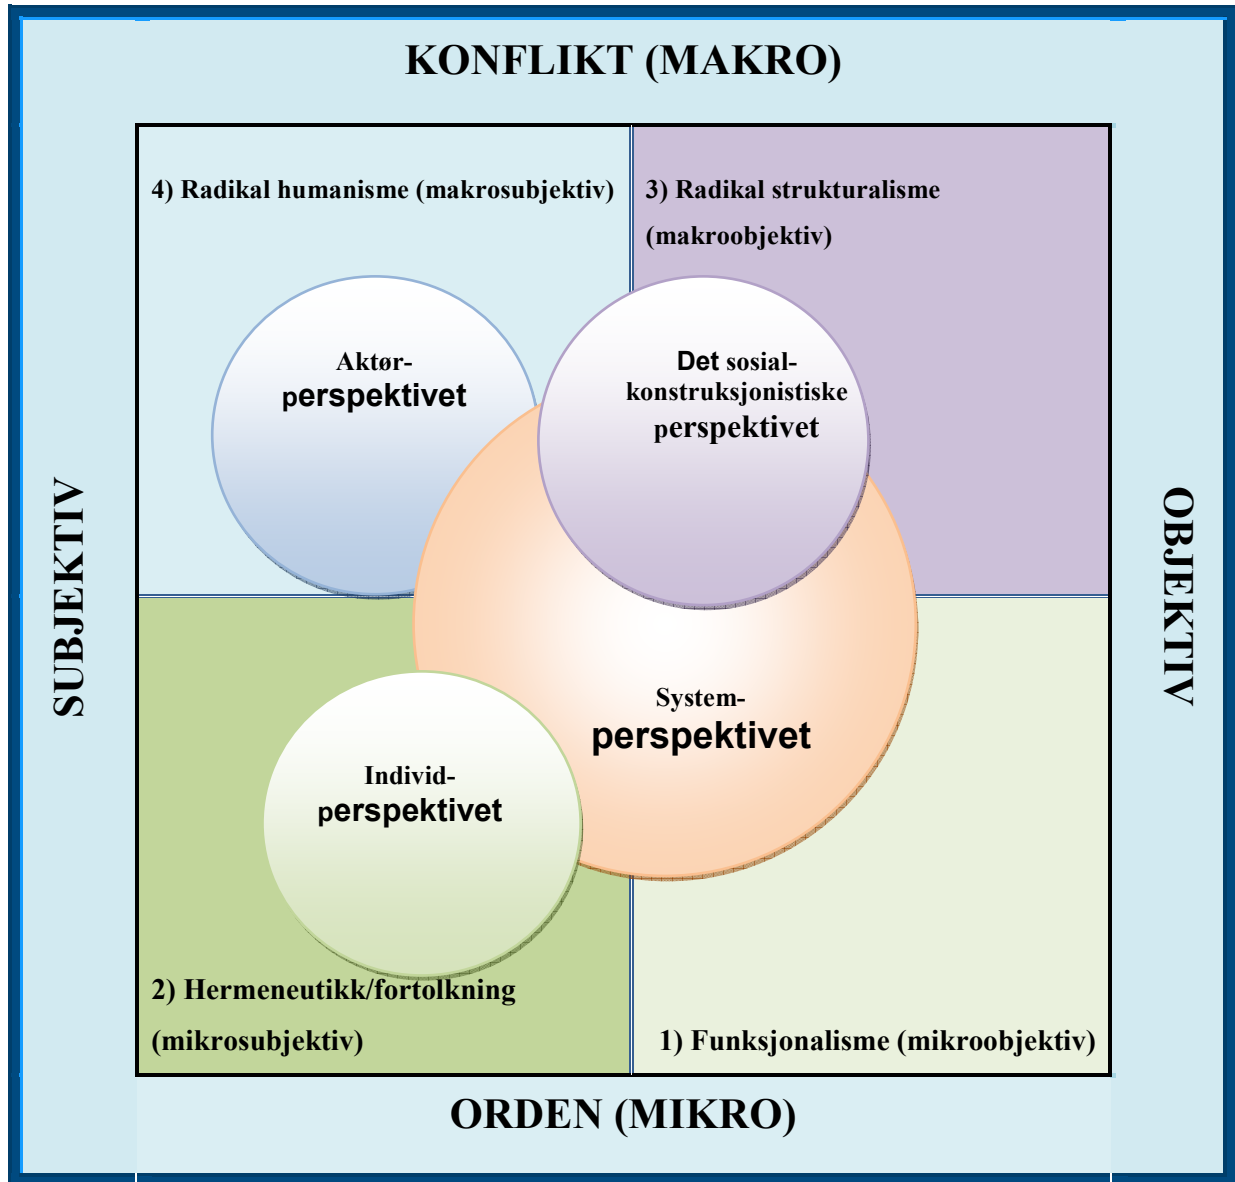 KONFLIKT (MAKRO)
4) Radikal humanisme (makrosubjektiv)
3) Radikal strukturalisme
(makroobjektiv)
Aktør-
perspektivet
Det sosial-
konstruksjonistiske
perspektivet
SUBJEKTIV
OBJEKTIV
System-
perspektivet
Individ-
perspektivet
2) Hermeneutikk/fortolkning
(mikrosubjektiv)
1) Funksjonalisme (mikroobjektiv)
ORDEN (MIKRO)